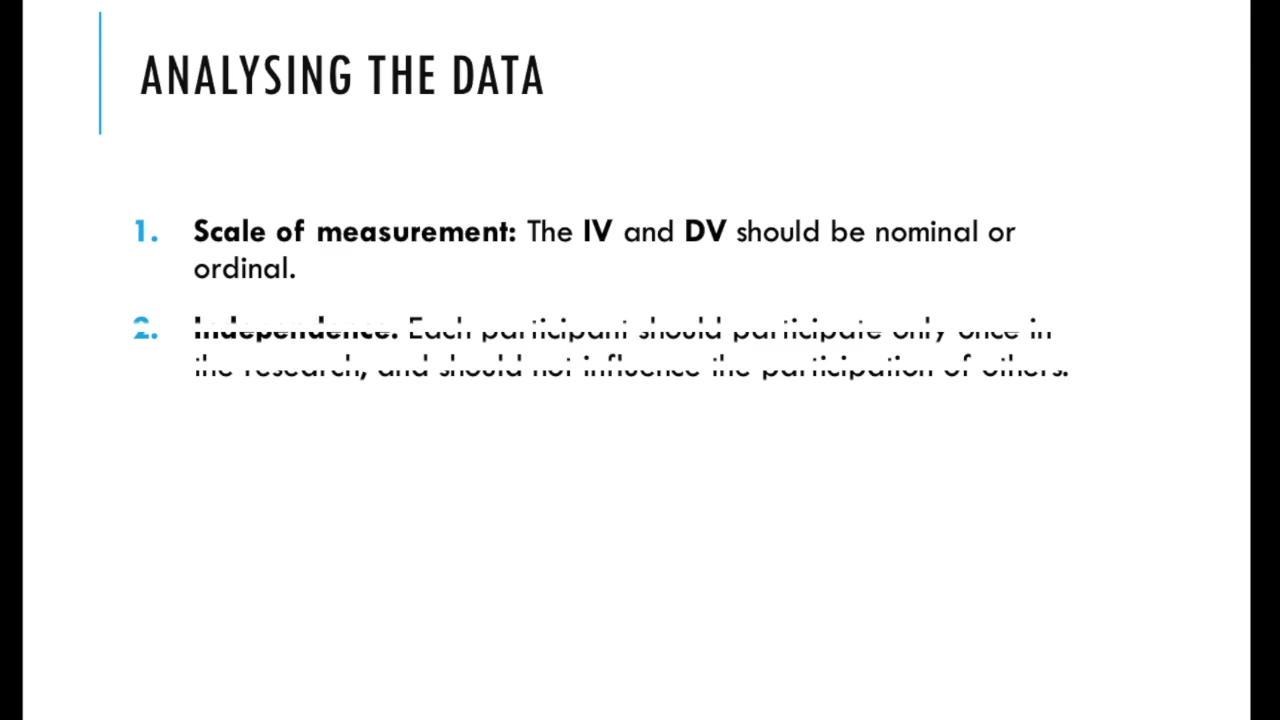 ANALYSING THE DATA
1. Scale of measurement: The IV and DV should be nominal or
ordinal.
2. Independence: Each participant should participate only once in
the research, and should not influence the participation of others.